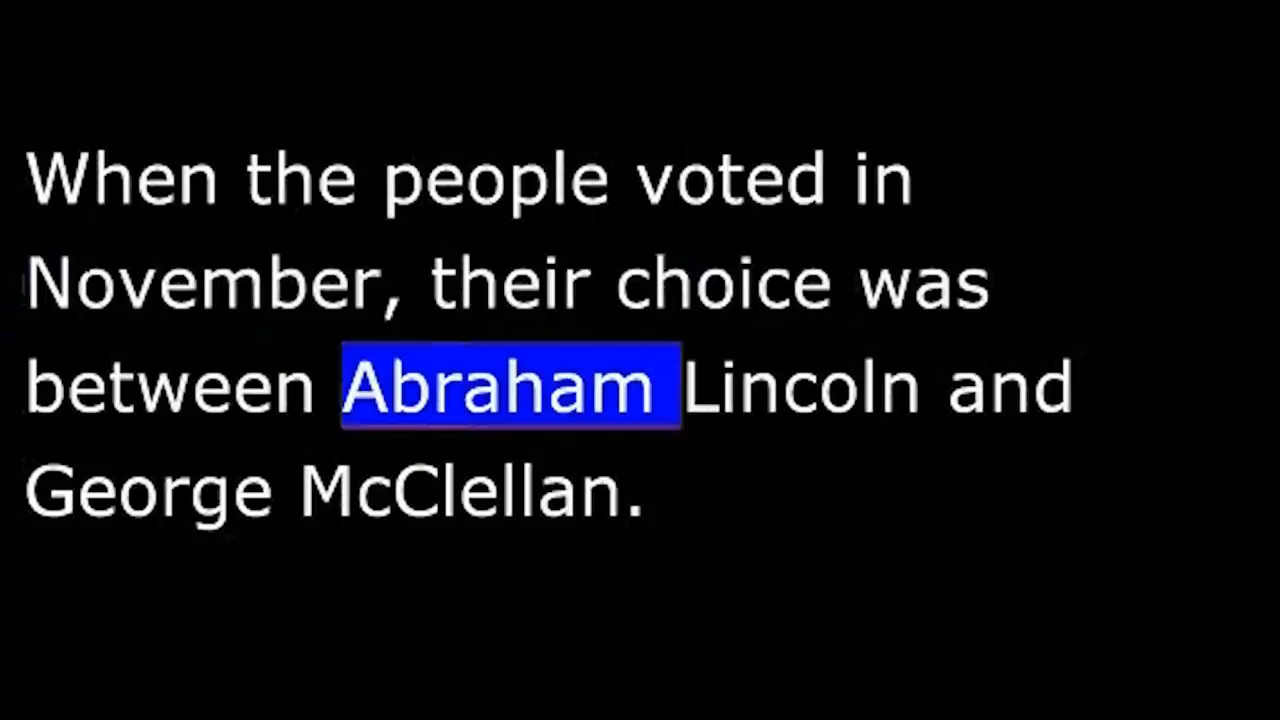 When the people voted in
November, their choice was
between Abraham Lincoln and
George McClellan.